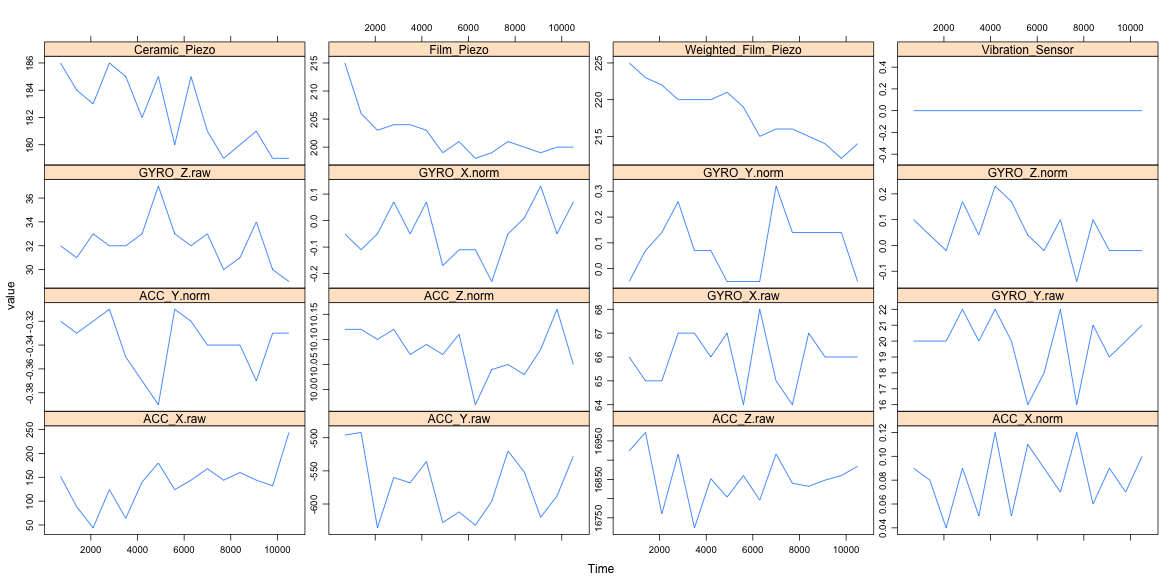 2000 4000 6000 8000 10000 2000 4000 6000 8000 10000
Ceramic_Piezo Film_Piezo Weighted_Film_Piezo Vibration_Sensor
180 182 184 186 200 205 210 215 215 220 225 -0.4 -0.2 0.0 0.2 0.4
GYRO_Z.raw GYRO_X.norm GYRO_Y.norm GYRO_Z.norm
30 32 34 36 -0.2 -0.1 0.0 0.1 0.0 0.1 0.2 0.3 -0.1 0.0 0.1 0.2
value
ACC_Y.norm ACC_Z.norm GYRO_X.raw GYRO_Y.raw
-0.38 -0.36 -0.34 -0.32 10.00 10.05 10.10 10.15 64 65 66 67 68 16 17 18 19 20 21 22
ACC_X.raw ACC_Y.raw ACC_Z.raw ACC_X.norm
50 100 150 200 250 -600 -550 -500 16750 16850 16950 0.04 0.06 0.08 0.10 0.12
2000 4000 6000 8000 10000 2000 4000 6000 8000 10000
Time